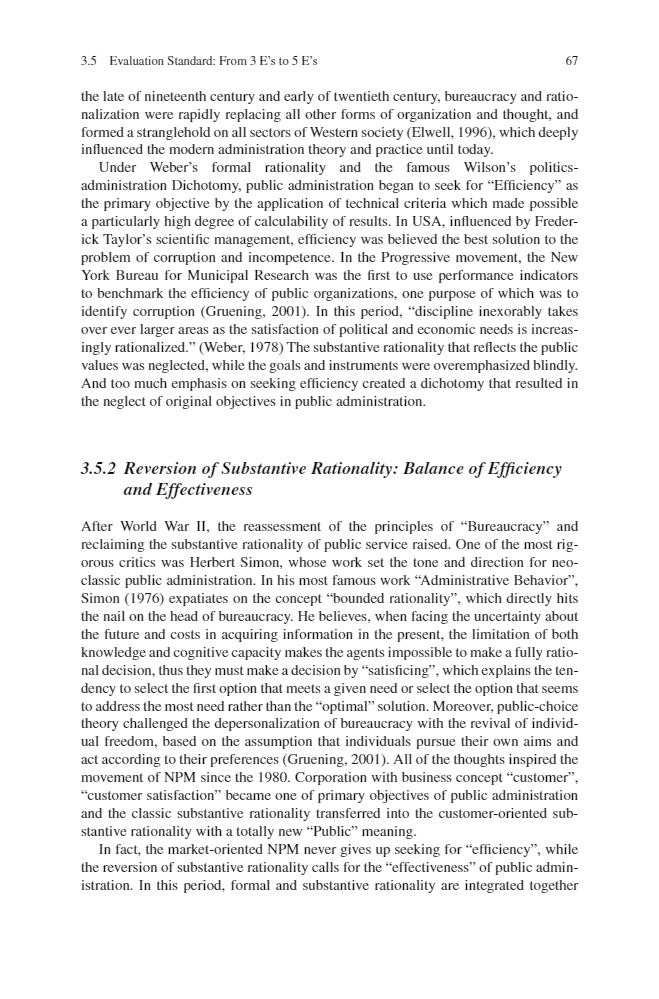 3.5 Evaluation Standard: From 3 E's to 5 E's 67
the late of nineteenth century and early of twentieth century, bureaucracy and ratio-
nalization were rapidly replacing all other forms of organization and thought, and
formed a stranglehold on all sectors of Western society (Elwell, 1996), which deeply
influenced the modern administration theory and practice until today.
Under Weber's formal rationality and the famous Wilson's politics-
administration Dichotomy, public administration began to seek for “Efficiency” as
the primary objective by the application of technical criteria which made possible
a particularly high degree of calculability of results. In USA, influenced by Freder-
ick Taylor's scientific management, efficiency was believed the best solution to the
problem of corruption and incompetence. In the Progressive movement, the New
York Bureau for Municipal Research was the first to use performance indicators
to benchmark the efficiency of public organizations, one purpose of which was to
identify corruption (Gruening, 2001). In this period, “discipline inexorably takes
over ever larger areas as the satisfaction of political and economic needs is increas-
ingly rationalized.” (Weber, 1978) The substantive rationality that reflects the public
values was neglected, while the goals and instruments were overemphasized blindly.
And too much emphasis on seeking efficiency created a dichotomy that resulted in
the neglect of original objectives in public administration.
3.5.2 Reversion of Substantive Rationality: Balance of Efficiency
and Effectiveness
After World War II, the reassessment of the principles of “Bureaucracy” and
reclaiming the substantive rationality of public service raised. One of the most rig-
orous critics was Herbert Simon, whose work set the tone and direction for neo-
classic public administration. In his most famous work “Administrative Behavior”,
Simon (1976) expatiates on the concept “bounded rationality”, which directly hits
the nail on the head of bureaucracy. He believes, when facing the uncertainty about
the future and costs in acquiring information in the present, the limitation of both
knowledge and cognitive capacity makes the agents impossible to make a fully ratio-
nal decision, thus they must make a decision by “satisficing”, which explains the ten-
dency to select the first option that meets a given need or select the option that seems
to address the most need rather than the “optimal” solution. Moreover, public-choice
theory challenged the depersonalization of bureaucracy with the revival of individ-
ual freedom, based on the assumption that individuals pursue their own aims and
act according to their preferences (Gruening, 2001). All of the thoughts inspired the
movement of NPM since the 1980. Corporation with business concept “customer”,
“customer satisfaction” became one of primary objectives of public administration
and the classic substantive rationality transferred into the customer-oriented sub-
stantive rationality with a totally new “Public” meaning.
In fact, the market-oriented NPM never gives up seeking for “efficiency”, while
the reversion of substantive rationality calls for the “effectiveness” of public admin-
istration. In this period, formal and substantive rationality are integrated together